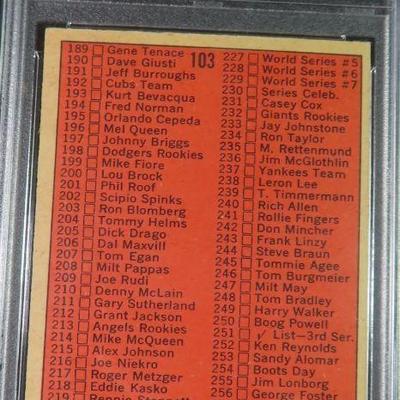 103
189 Gene Tenace
190 Dave Giusti
191 Jeff Burroughs
192 Cubs Team
193 Kurt Bevacqua
194 Fred Norman
195 Orlando Cepeda
196 Mel Queen
197 Johnny Briggs
198 Dodgers Rookies
199 Mike Fiore
200 Lou Brock
201 Phil Roof
202 Scipio Spinks
203 Ron Blomberg
204 Tommy Helms
205 Dick Drago
206 Dal Maxvill
207 Tom Egan
208 Milt Pappas
209 Joe Rudi
210 Denny McLain
211 Gary Sutherland
212 Grant Jackson
213 Angels Rookies
214 Mike McCormick
215 Alex Johnson
216 Joe Niekro
217 Roger Metzger
218 Eddie Kasko
219 Rennie Stennett
227 World Series #5
228 World Series #6
229 World Series #7
230 Series Celeb.
231 Casey Cox
232 Giants Rookies
233 Jay Johnstone
234 Ron Taylor
235 M. Rettenmund
236 Jim McGlothlin
237 Yankees Team
238 Leron Lee
239 T. Timmermann
240 Rich Allen
241 Rollie Fingers
242 Don Mincher
243 Frank Linzy
244 Steve Braun
245 Tommie Agee
246 Tom Burgmeier
247 Milt May
248 Tom Bradley
249 Harry Walker
250 Boog Powell
251 √ List—3rd Ser.
252 Ken Reynolds
253 Sandy Alomar
254 Boots Day
255 Jim Lonborg
256 George Foster